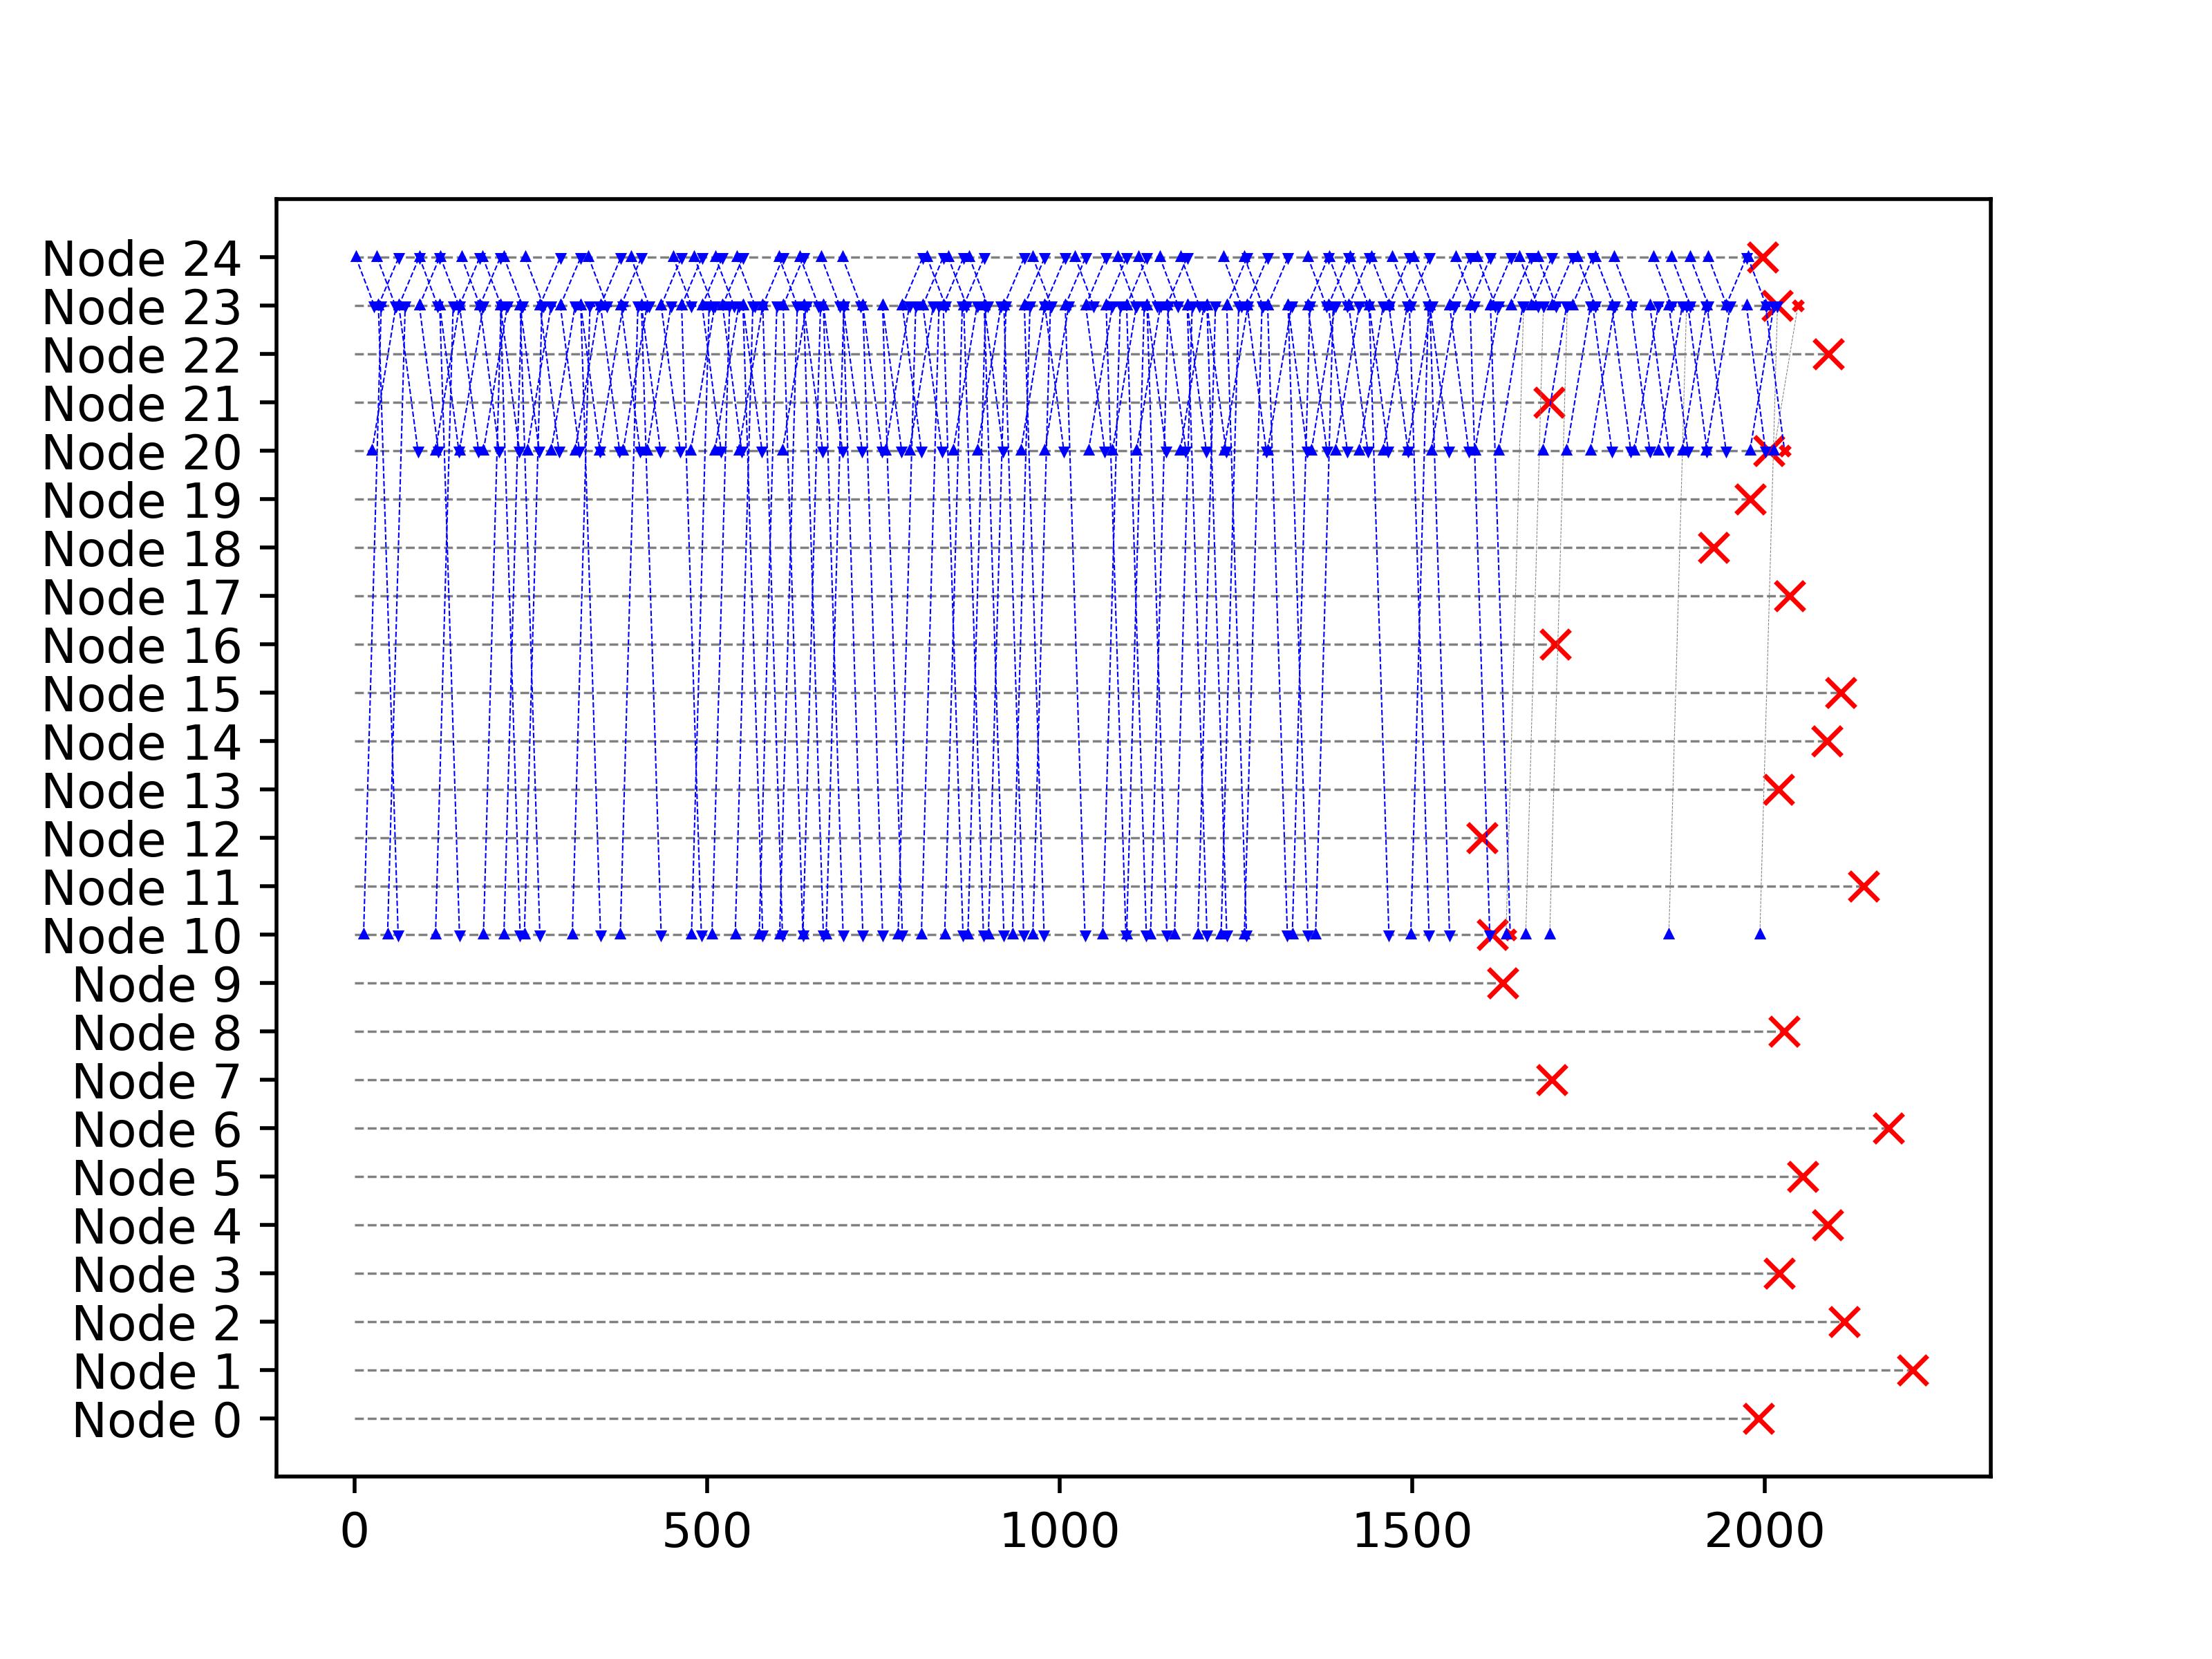 Node 24
Node 23
Node 22
Node 21
Node 20
Node 19
Node 18
Node 17
Node 16
Node 15
Node 14
Node 13
Node 12
Node 11
Node 10
Node 9
Node 8
Node 7
Node 6
Node 5
Node 4
Node 3
Node 2
Node 1
Node 0
0 500 1000 1500 2000